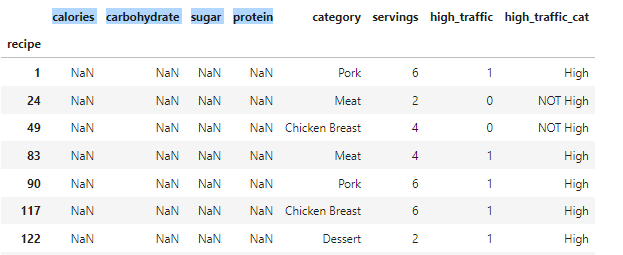 calories carbohydrate sugar protein category servings high_traffic high_traffic_cat
recipe
1 NaN NaN NaN NaN Pork 6 1 High
24 NaN NaN NaN NaN Meat 2 0 NOT High
49 NaN NaN NaN NaN Chicken Breast 4 0 NOT High
83 NaN NaN NaN NaN Meat 4 1 High
90 NaN NaN NaN NaN Pork 6 1 High
117 NaN NaN NaN NaN Chicken Breast 6 1 High
122 NaN NaN NaN NaN Dessert 2 1 High